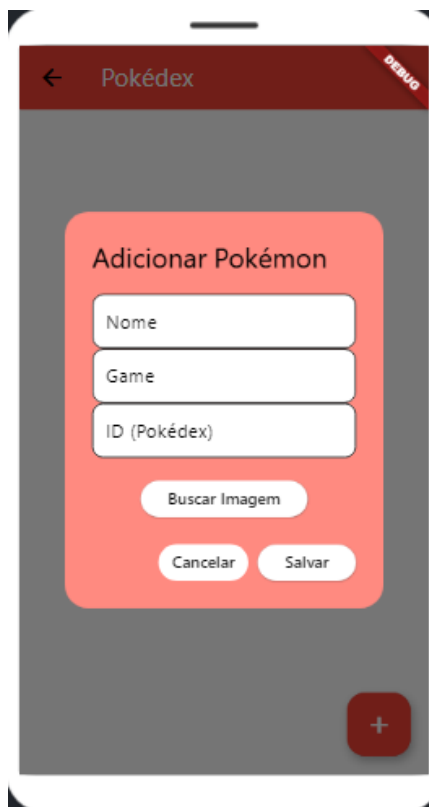 Pokédex
DEBUG
Adicionar Pokémon
Nome
Game
ID (Pokédex)
Buscar Imagem
Cancelar Salvar
+